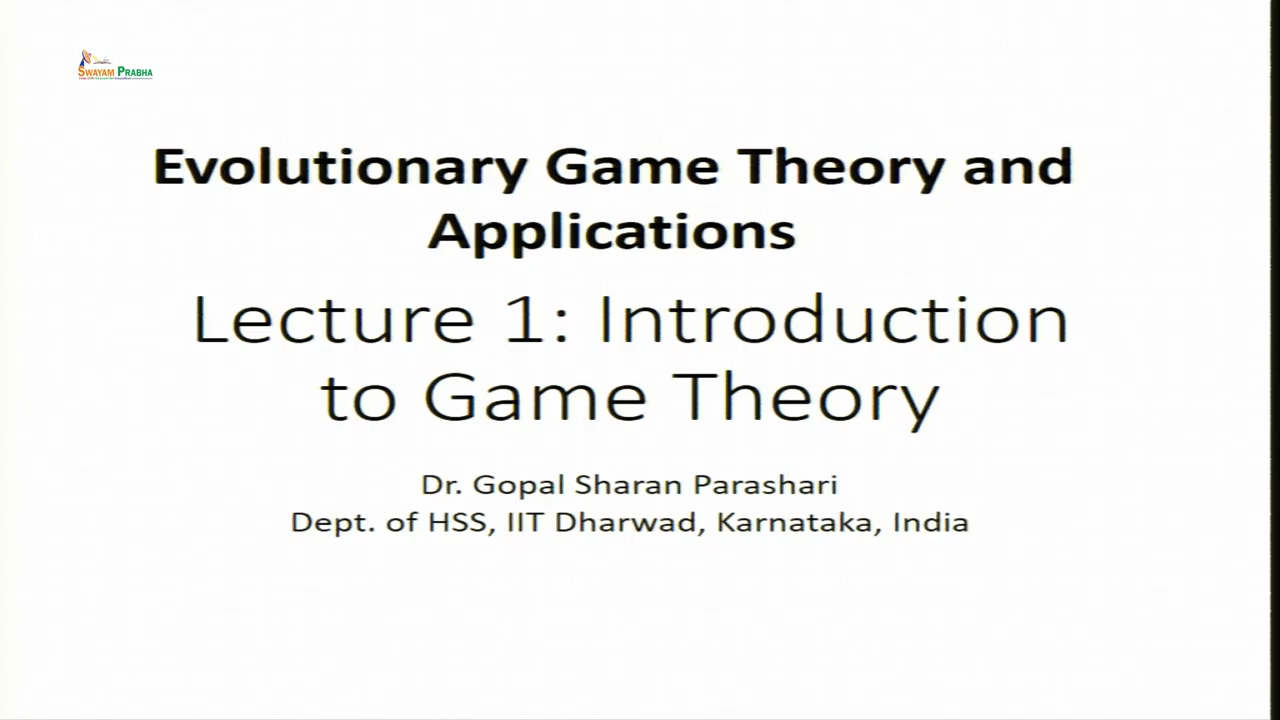 SWAYAM PRABHA
Evolutionary Game Theory and
Applications
Lecture 1: Introduction
to Game Theory
Dr. Gopal Sharan Parashari
Dept. of HSS, IIT Dharwad, Karnataka, India